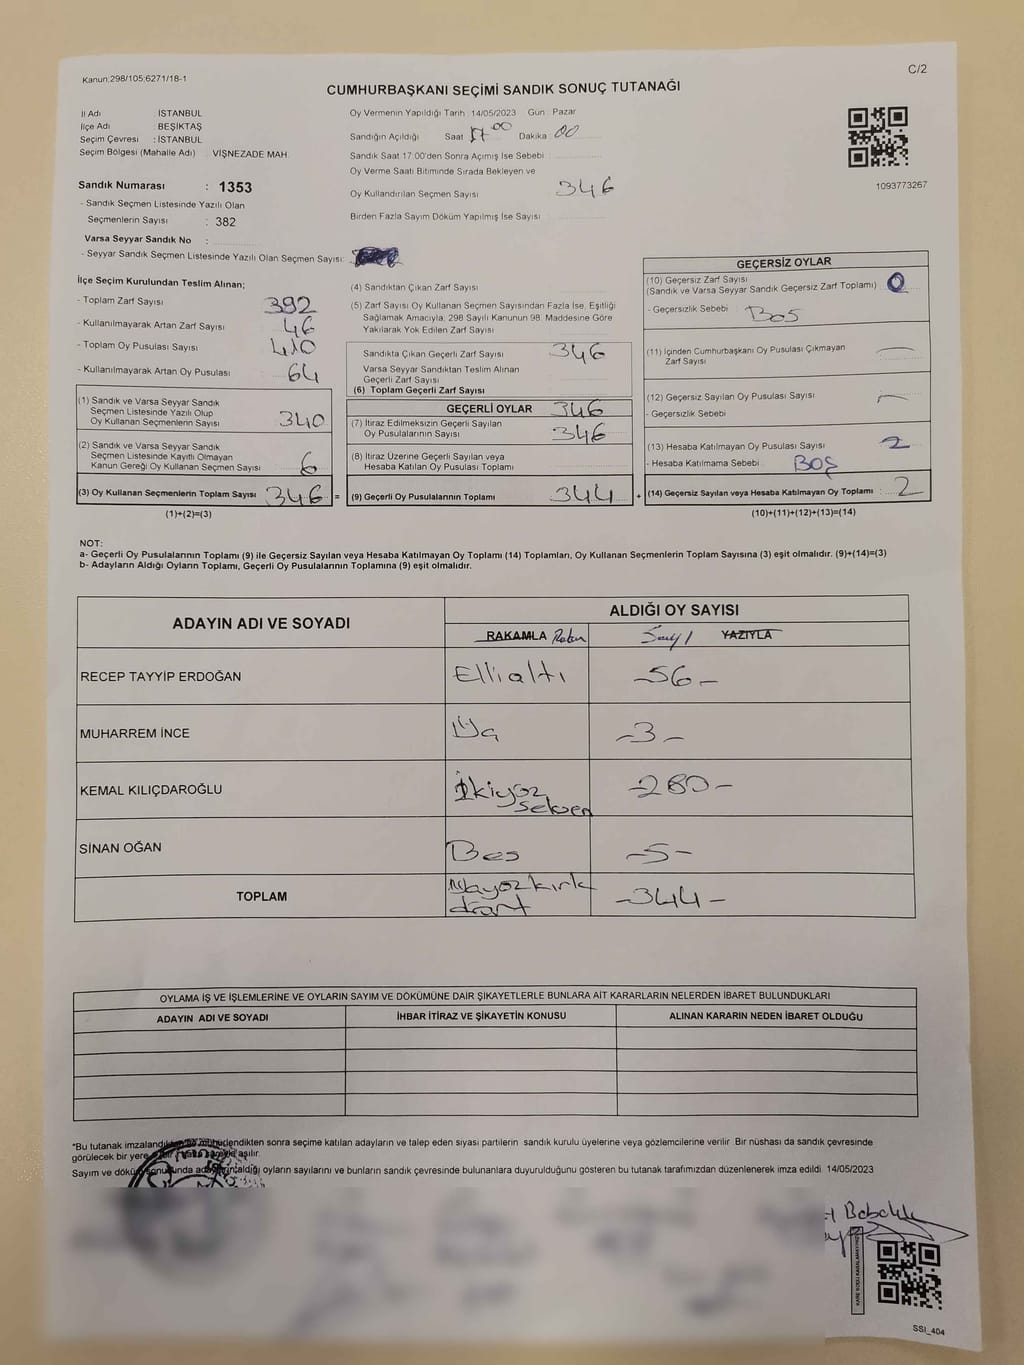 Kanun;298/105;6271/18-1
C/2
CUMHURBAŞKANI SEÇİMİ SANDIK SONUÇ TUTANAĞI
İl Adı : İSTANBUL
İlçe Adı : BEŞİKTAŞ
Seçim Çevresi : İSTANBUL
Seçim Bölgesi (Mahalle Adı) VİŞNEZADE MAH.
Sandık Numarası : 1353
- Sandık Seçmen Listesinde Yazılı Olan
Seçmenlerin Sayısı : 382
Varsa Seyyar Sandık No :
- Seyyar Sandık Seçmen Listesinde Yazılı Olan Seçmen Sayısı:
Oy Vermenin Yapıldığı Tarih : 14/05/2023 Gün : Pazar
Sandığın Açıldığı Saat 17 00 Dakika 00
Sandık Saat 17:00'den Sonra Açımış İse Sebebi :
Oy Verme Saati Bitiminde Sırada Bekleyen ve
Oy Kullandırılan Seçmen Sayısı 346
Birden Fazla Sayım Döküm Yapılmış İse Sayısı :
1093773267
İlçe Seçim Kurulundan Teslim Alınan;
- Toplam Zarf Sayısı 392
- Kullanılmayarak Artan Zarf Sayısı 46
- Toplam Oy Pusulası Sayısı 410
- Kullanılmayarak Artan Oy Pusulası 64
(1) Sandık ve Varsa Seyyar Sandık
Seçmen Listesinde Yazılı Olup
Oy Kullanan Seçmenlerin Sayısı 340
(2) Sandık ve Varsa Seyyar Sandık
Seçmen Listesinde Kayıtlı Olmayan
Kanun Gereği Oy Kullanan Seçmen Sayısı 6
(3) Oy Kullanan Seçmenlerin Toplam Sayısı 346 =
(1)+(2)=(3)
(4) Sandıktan Çıkan Zarf Sayısı
(5) Zarf Sayısı Oy Kullanan Seçmen Sayısından Fazla İse, Eşitliği
Sağlamak Amacıyla; 298 Sayılı Kanunun 98. Maddesine Göre
Yakılarak Yok Edilen Zarf Sayısı
Sandıkta Çıkan Geçerli Zarf Sayısı 346
Varsa Seyyar Sandıktan Teslim Alınan
Geçerli Zarf Sayısı
(6) Toplam Geçerli Zarf Sayısı
GEÇERLİ OYLAR 346
(7) İtiraz Edilmeksizin Geçerli Sayılan
Oy Pusulalarının Sayısı 346
(8) İtiraz Üzerine Geçerli Sayılan veya
Hesaba Katılan Oy Pusulası Toplamı
(9) Geçerli Oy Pusulalarının Toplamı 344 +
GEÇERSİZ OYLAR
(10) Geçersiz Zarf Sayısı
(Sandık ve Varsa Seyyar Sandık Geçersiz Zarf Toplamı) 0
- Geçersizlik Sebebi : Boş
(11) İçinden Cumhurbaşkanı Oy Pusulası Çıkmayan
Zarf Sayısı —
(12) Geçersiz Sayılan Oy Pusulası Sayısı —
- Geçersizlik Sebebi
(13) Hesaba Katılmayan Oy Pusulası Sayısı 2
- Hesaba Katılmama Sebebi : BOŞ
(14) Geçersiz Sayılan veya Hesaba Katılmayan Oy Toplamı : 2
(10)+(11)+(12)+(13)=(14)
NOT:
a- Geçerli Oy Pusulalarının Toplamı (9) ile Geçersiz Sayılan veya Hesaba Katılmayan Oy Toplamı (14) Toplamları, Oy Kullanan Seçmenlerin Toplam Sayısına (3) eşit olmalıdır. (9)+(14)=(3)
b- Adayların Aldığı Oyların Toplamı, Geçerli Oy Pusulalarının Toplamına (9) eşit olmalıdır.
ADAYIN ADI VE SOYADI
ALDIĞI OY SAYISI
RAKAMLA Sayı YAZIYLA
RECEP TAYYİP ERDOĞAN Ellialtı -56-
MUHARREM İNCE Üç -3-
KEMAL KILIÇDAROĞLU İkiyüz -280-
Seksen
SİNAN OĞAN Beş -5-
TOPLAM -344-
OYLAMA İŞ VE İŞLEMLERİNE VE OYLARIN SAYIM VE DÖKÜMÜNE DAİR ŞİKAYETLERLE BUNLARA AİT KARARLARIN NELERDEN İBARET BULUNDUKLARI
ADAYIN ADI VE SOYADI İHBAR İTİRAZ VE ŞİKAYETİN KONUSU ALINAN KARARIN NEDEN İBARET OLDUĞU
*Bu tutanak imzalandıktan ve mühürlendikten sonra seçime katılan adayların ve talep eden siyasi partilerin sandık kurulu üyelerine veya gözlemcilerine verilir. Bir nüshası da sandık çevresinde
görülecek bir yere asılır.
Sayım ve döküm sonunda adayların aldığı oyların sayılarını ve bunların sandık çevresinde bulunanlara duyurulduğunu gösteren bu tutanak tarafımızdan düzenlenerek imza edildi. 14/05/2023
KARE KODU KARALAMAYINIZ
SSI_404